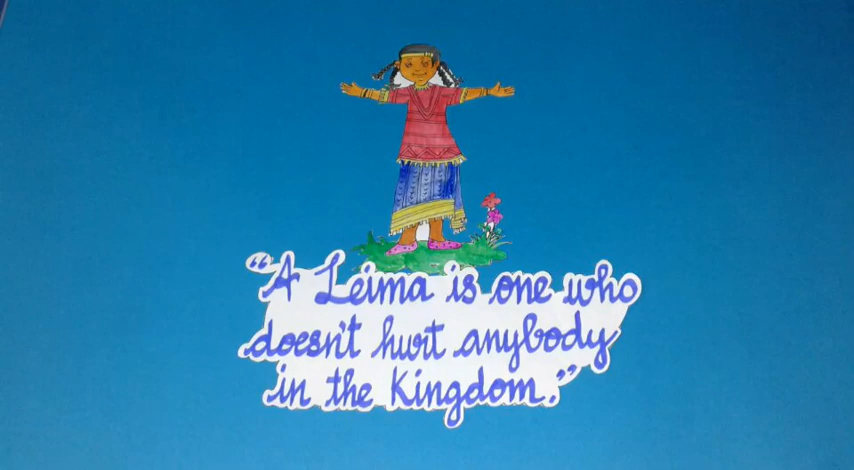 "A Leima is one who
doesn't hurt anybody
in the Kingdom."